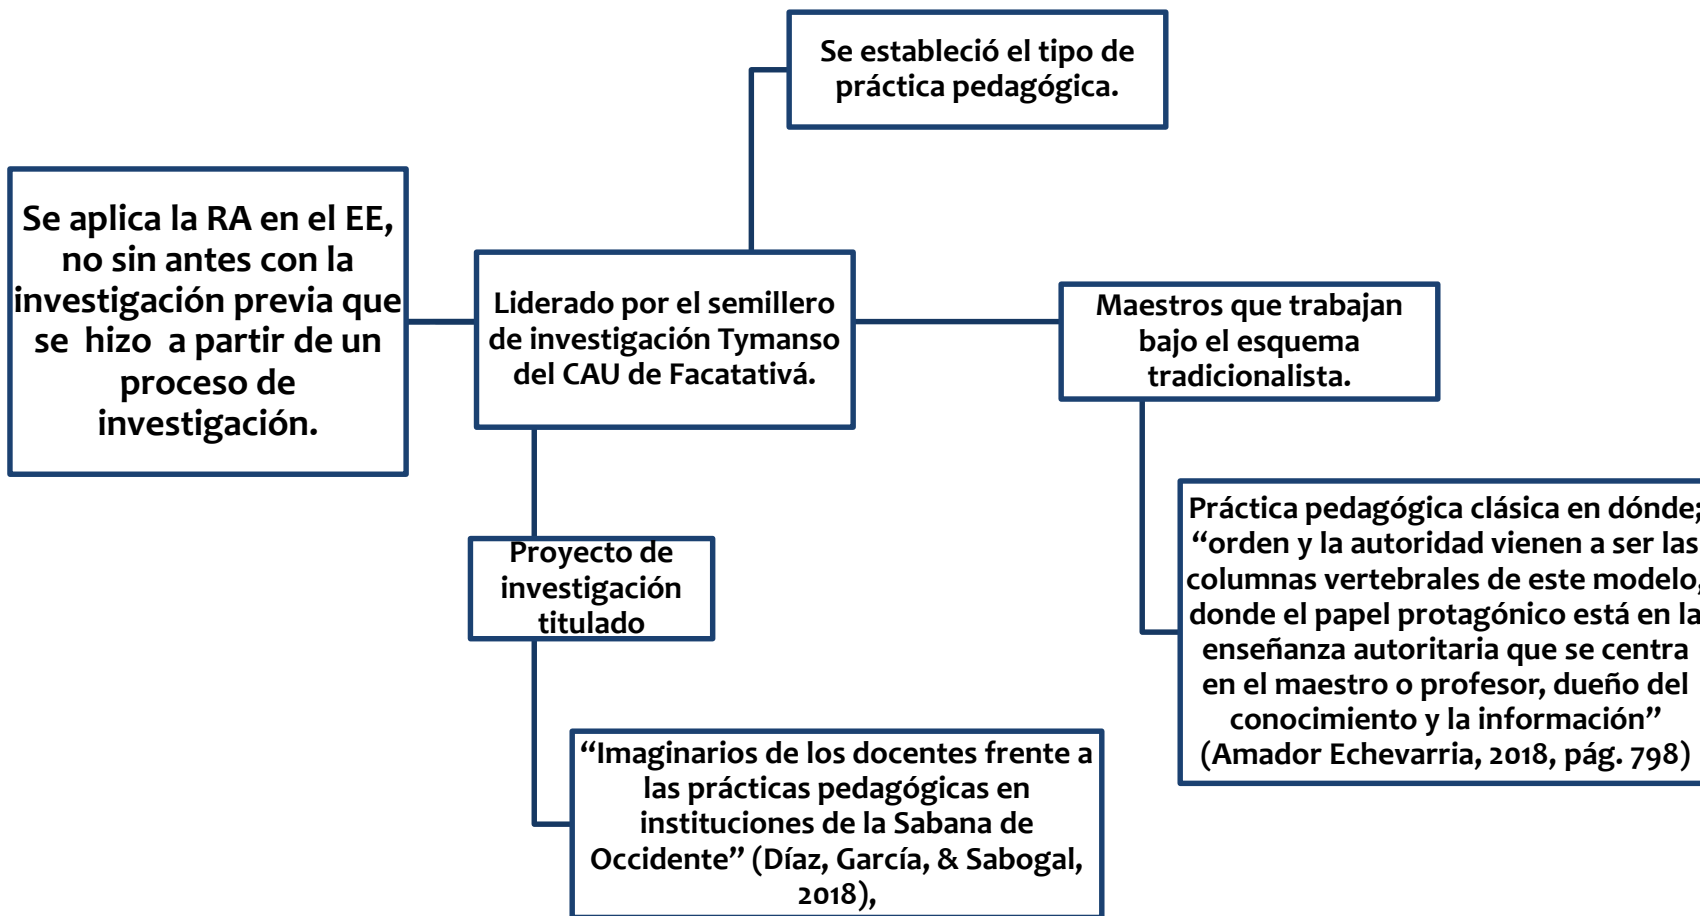 Se estableció el tipo de
práctica pedagógica.
Se aplica la RA en el EE,
no sin antes con la
investigación previa que
se hizo a partir de un
proceso de
investigación.
Liderado por el semillero
de investigación Tymanso
del CAU de Facatativá.
Maestros que trabajan
bajo el esquema
tradicionalista.
Práctica pedagógica clásica en dónde;
“orden y la autoridad vienen a ser las
columnas vertebrales de este modelo,
donde el papel protagónico está en la
enseñanza autoritaria que se centra
en el maestro o profesor, dueño del
conocimiento y la información”
(Amador Echevarria, 2018, pág. 798)
Proyecto de
investigación
titulado
“Imaginarios de los docentes frente a
las prácticas pedagógicas en
instituciones de la Sabana de
Occidente” (Díaz, García, & Sabogal,
2018),